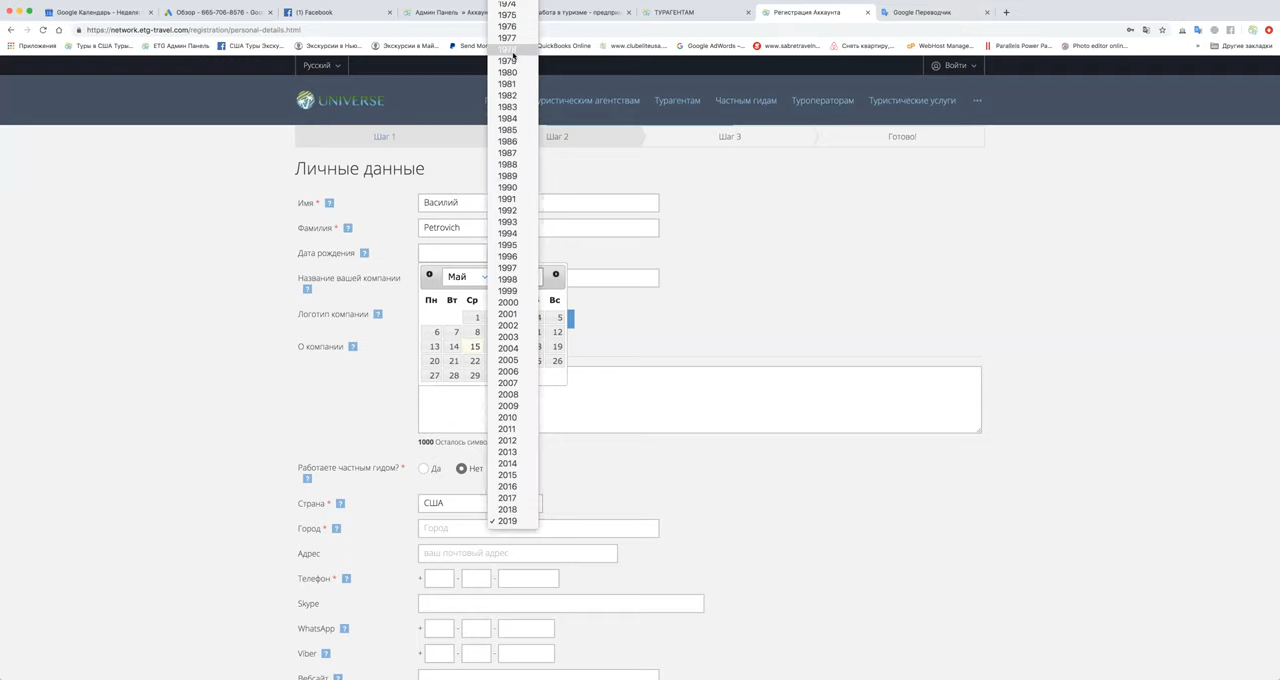 Google Календарь - Неделя
Обзор - 665-706-8576 - Goo
(1) Facebook
Админ Панель » Аккаун
бота в туризме - предпри
ТУРАГЕНТАМ
Регистрация Аккаунта
Google Переводчик
https://network.etg-travel.com/registration/personal-details.html
Приложения
Туры в США Туры...
ETG Админ Панель
США Туры Экску...
Экскурсии в Нью...
Экскурсии в Май...
Send Mon
QuickBooks Online
www.clubeliteusa...
Google AdWords –...
www.sabretraveln...
Снять квартиру,...
WebHost Manage...
Parallels Power Pa...
Photo editor onlin...
» Другие закладки
Русский
Войти
UNIVERSE
уристическим агентствам
Турагентам
Частным гидам
Туроператорам
Туристические услуги
Шаг 1
Шаг 2
Шаг 3
Готово!
Личные данные
Имя * ?
Василий
Фамилия * ?
Petrovich
Дата рождения ?
Название вашей компании
?
Логотип компании ?
О компании ?
Май
Пн Вт Ср Вс
1 5
6 7 8 12
13 14 15 19
20 21 22 26
27 28 29
1974
1975
1976
1977
1978
1979
1980
1981
1982
1983
1984
1985
1986
1987
1988
1989
1990
1991
1992
1993
1994
1995
1996
1997
1998
1999
2000
2001
2002
2003
2004
2005
2006
2007
2008
2009
2010
2011
2012
2013
2014
2015
2016
2017
2018
✓ 2019
1000 Осталось симво
Работаете частным гидом? *
?
Да
Нет
Страна * ?
США
Город * ?
Город
Адрес
ваш почтовый адрес
Телефон * ?
+ - -
Skype
WhatsApp ?
+ - -
Viber ?
+ - -
Вебсайт ?